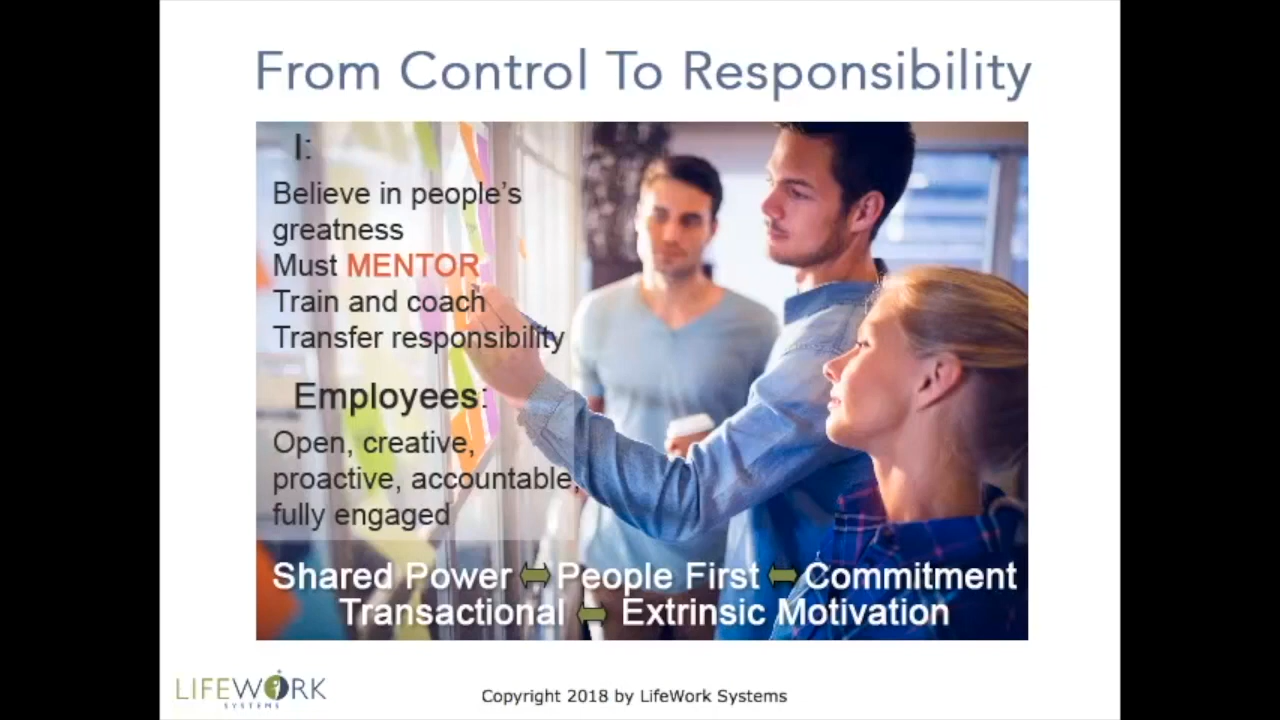 From Control To Responsibility
I:
Believe in people's
greatness
Must MENTOR
Train and coach
Transfer responsibility
Employees:
Open, creative,
proactive, accountable,
fully engaged
Shared Power People First Commitment
Transactional Extrinsic Motivation
LIFEWORK
SYSTEMS
Copyright 2018 by LifeWork Systems